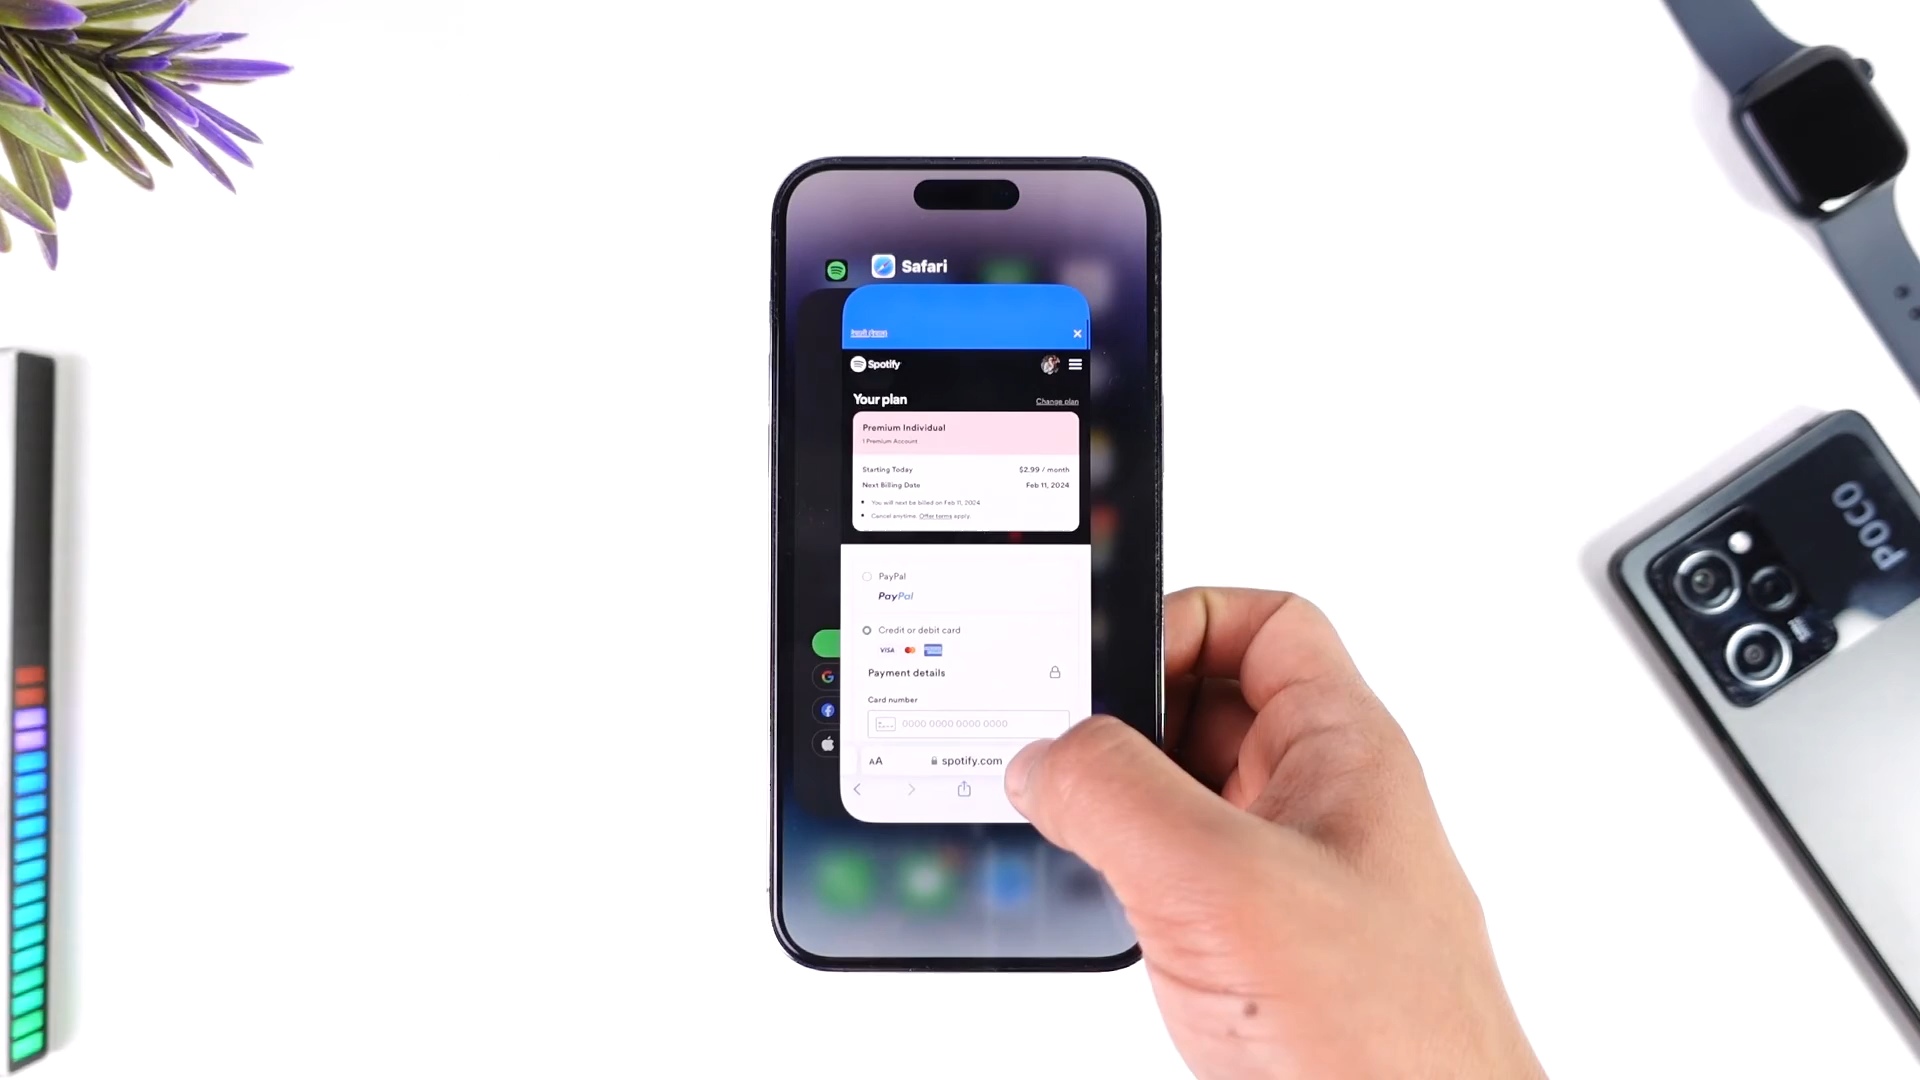 Safari
Spotify
Your plan
Change plan
Premium Individual
1 Premium Account
Starting Today
$2.99 / month
Next Billing Date
Feb 11, 2024
You will next be billed on Feb 11, 2024
Cancel anytime. Offer terms apply.
PayPal
PayPal
Credit or debit card
VISA
Payment details
Card number
0000 0000 0000 0000
AA
spotify.com
POCO